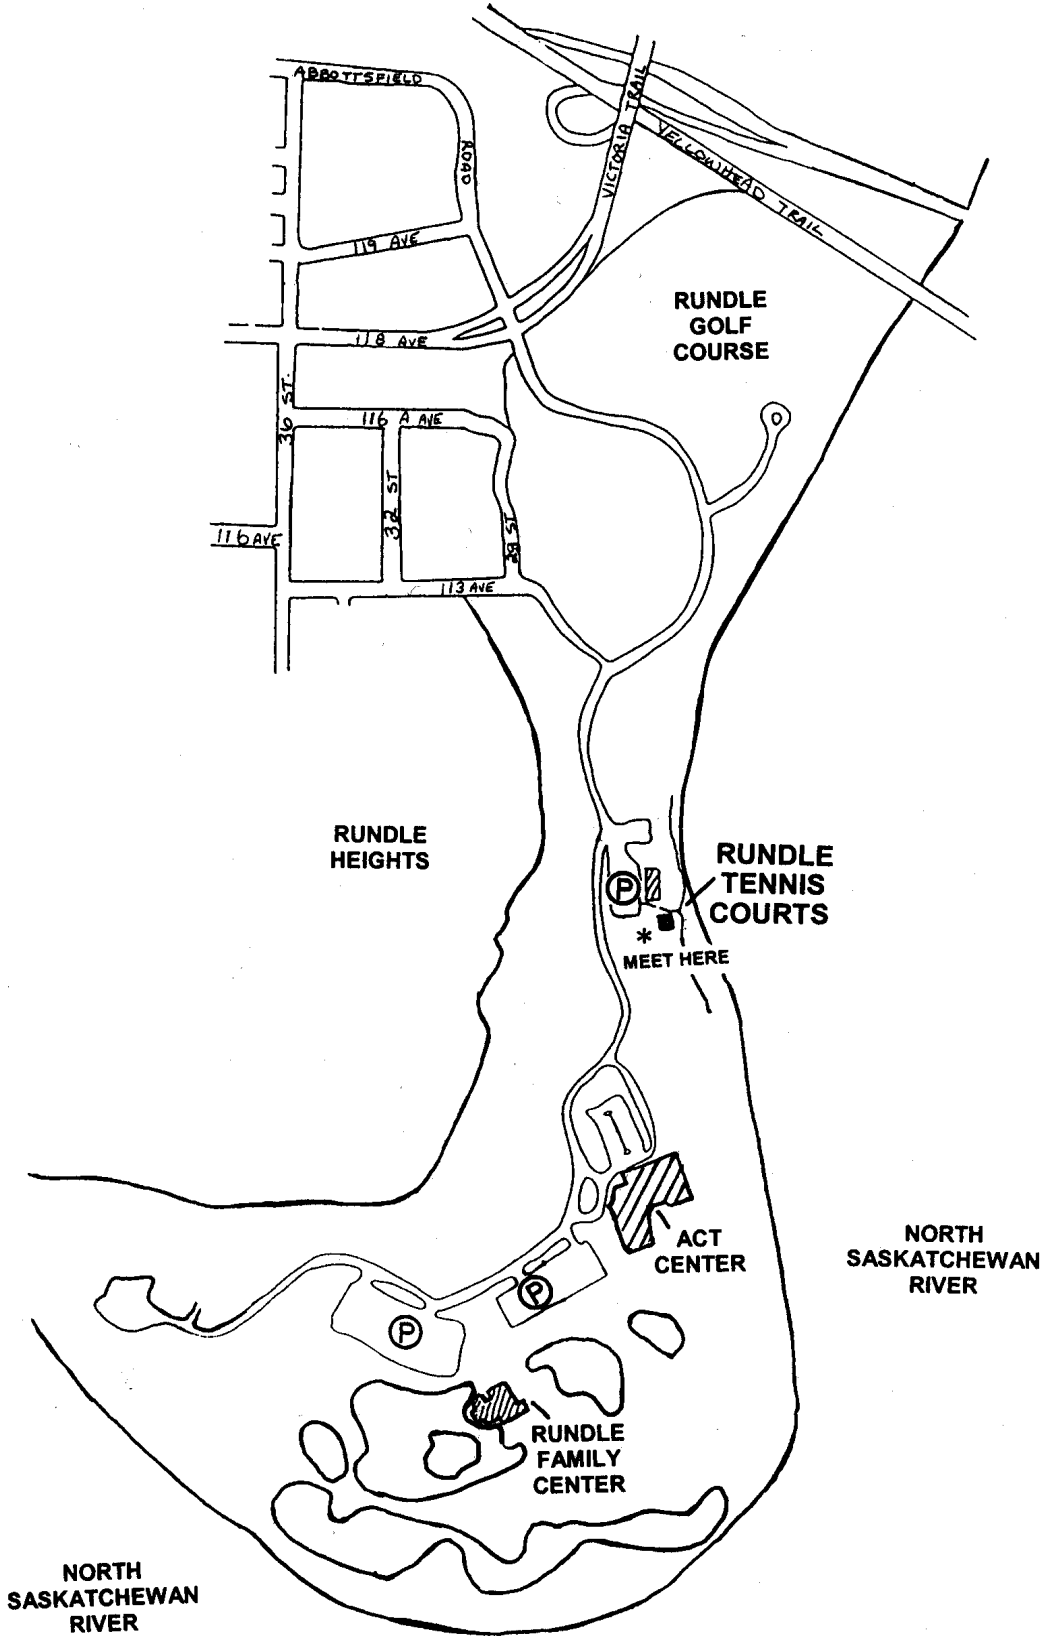 ABBOTTSFIELD
ROAD
VICTORIA TRAIL
YELLOWHEAD TRAIL
119 AVE
RUNDLE
GOLF
COURSE
118 AVE
36 ST.
116 A AVE
32 ST
29 ST
116 AVE
113 AVE
RUNDLE
HEIGHTS
RUNDLE
TENNIS
COURTS
P
*
MEET HERE
ACT
CENTER
NORTH
SASKATCHEWAN
RIVER
P
P
RUNDLE
FAMILY
CENTER
NORTH
SASKATCHEWAN
RIVER